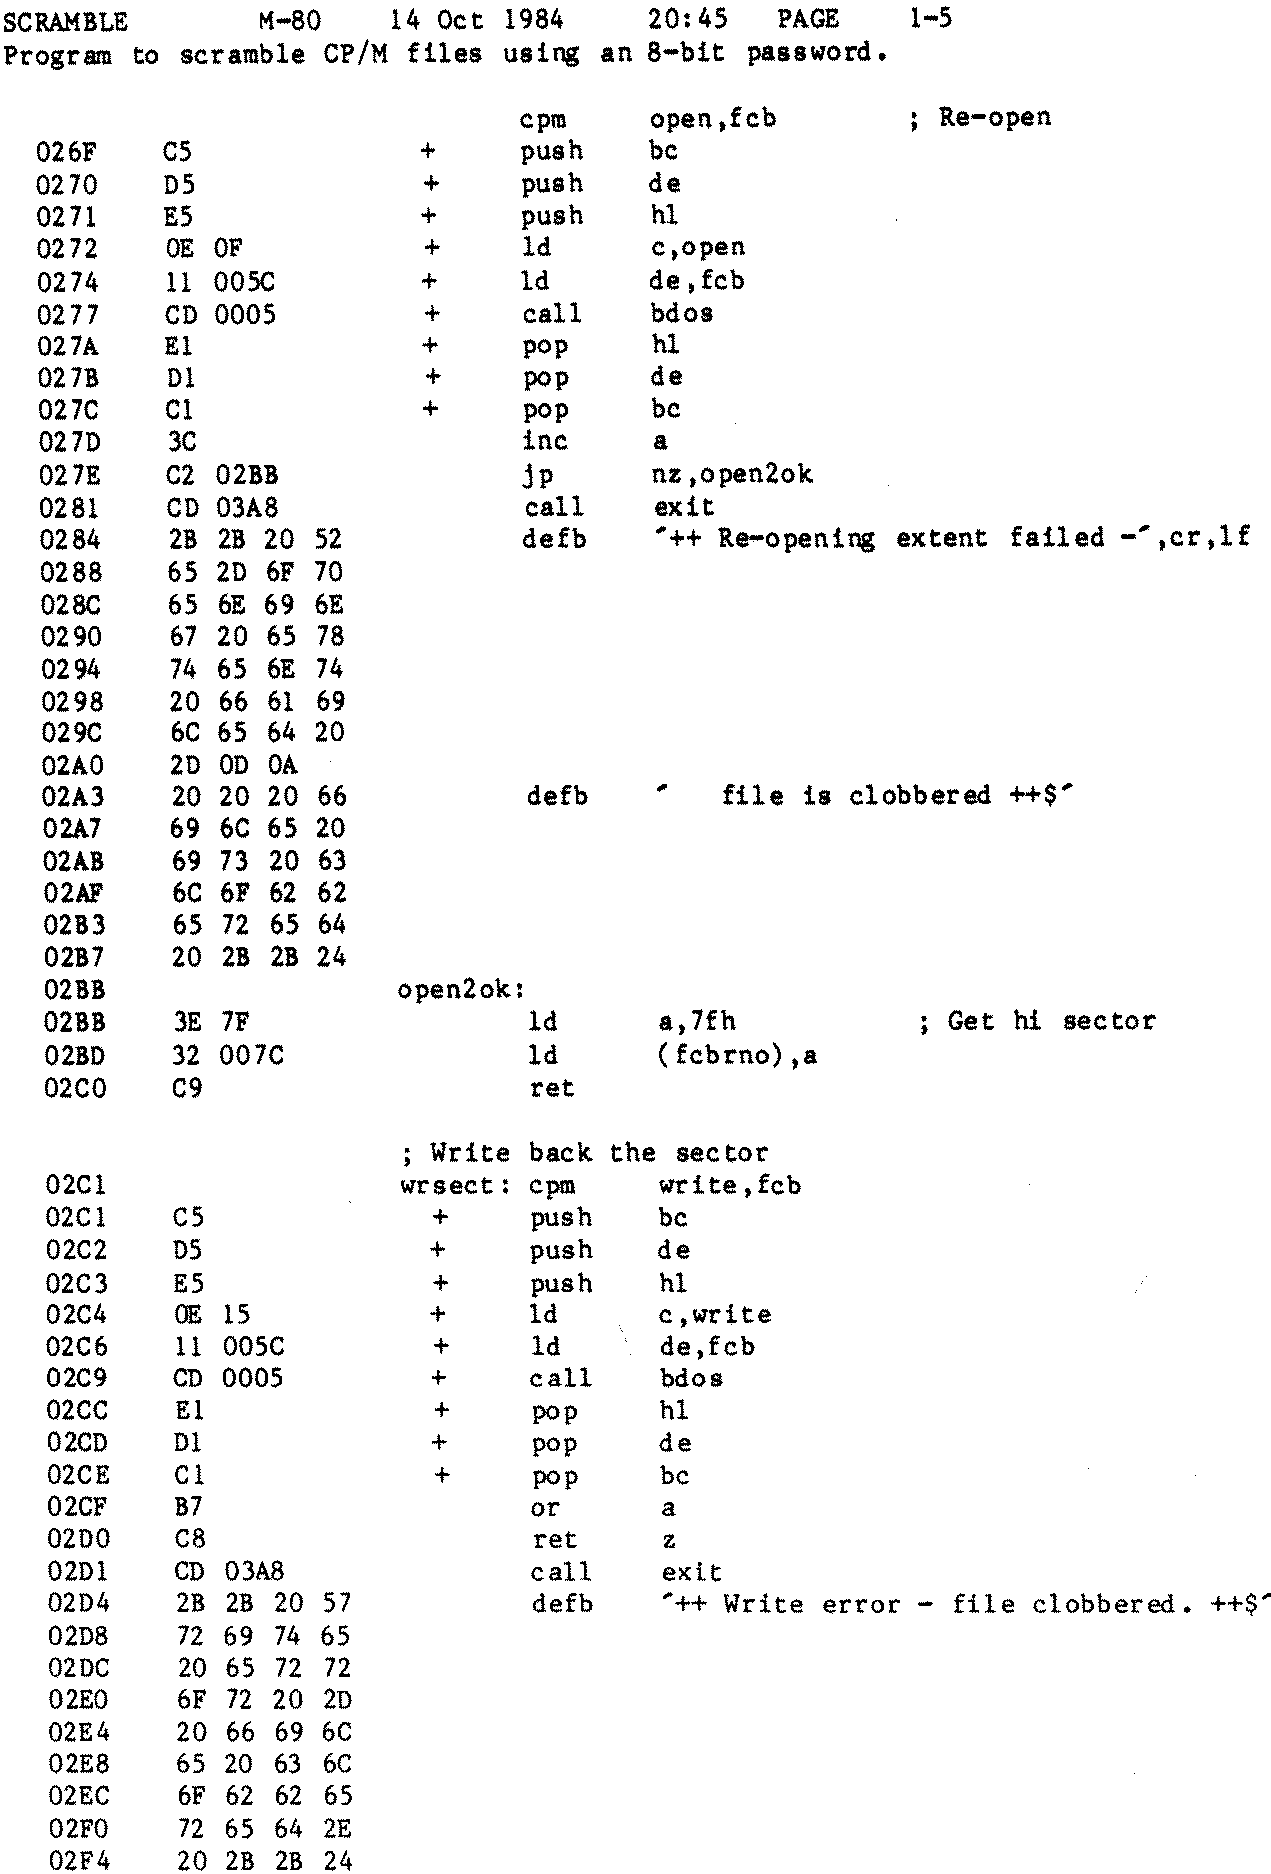 SCRAMBLE        M-80    14 Oct 1984     20:45   PAGE    1-5
Program to scramble CP/M files using an 8-bit password.
                                cpm     open,fcb        ; Re-open
  026F    C5              +     push    bc
  0270    D5              +     push    de
  0271    E5              +     push    hl
  0272    0E 0F           +     ld      c,open
  0274    11 005C         +     ld      de,fcb
  0277    CD 0005         +     call    bdos
  027A    E1              +     pop     hl
  027B    D1              +     pop     de
  027C    C1              +     pop     bc
  027D    3C                    inc     a
  027E    C2 02BB               jp      nz,open2ok
  0281    CD 03A8               call    exit
  0284    2B 2B 20 52           defb    '++ Re-opening extent failed -',cr,lf
  0288    65 2D 6F 70
  028C    65 6E 69 6E
  0290    67 20 65 78
  0294    74 65 6E 74
  0298    20 66 61 69
  029C    6C 65 64 20
  02A0    2D 0D 0A
  02A3    20 20 20 66           defb    '   file is clobbered ++$'
  02A7    69 6C 65 20
  02AB    69 73 20 63
  02AF    6C 6F 62 62
  02B3    65 72 65 64
  02B7    20 2B 2B 24
  02BB                  open2ok:
  02BB    3E 7F                 ld      a,7fh           ; Get hi sector
  02BD    32 007C               ld      (fcbrno),a
  02C0    C9                    ret
                        ; Write back the sector
  02C1                  wrsect: cpm     write,fcb
  02C1    C5              +     push    bc
  02C2    D5              +     push    de
  02C3    E5              +     push    hl
  02C4    0E 15           +     ld      c,write
  02C6    11 005C         +     ld      de,fcb
  02C9    CD 0005         +     call    bdos
  02CC    E1              +     pop     hl
  02CD    D1              +     pop     de
  02CE    C1              +     pop     bc
  02CF    B7                    or      a
  02D0    C8                    ret     z
  02D1    CD 03A8               call    exit
  02D4    2B 2B 20 57           defb    '++ Write error - file clobbered. ++$'
  02D8    72 69 74 65
  02DC    20 65 72 72
  02E0    6F 72 20 2D
  02E4    20 66 69 6C
  02E8    65 20 63 6C
  02EC    6F 62 62 65
  02F0    72 65 64 2E
  02F4    20 2B 2B 24